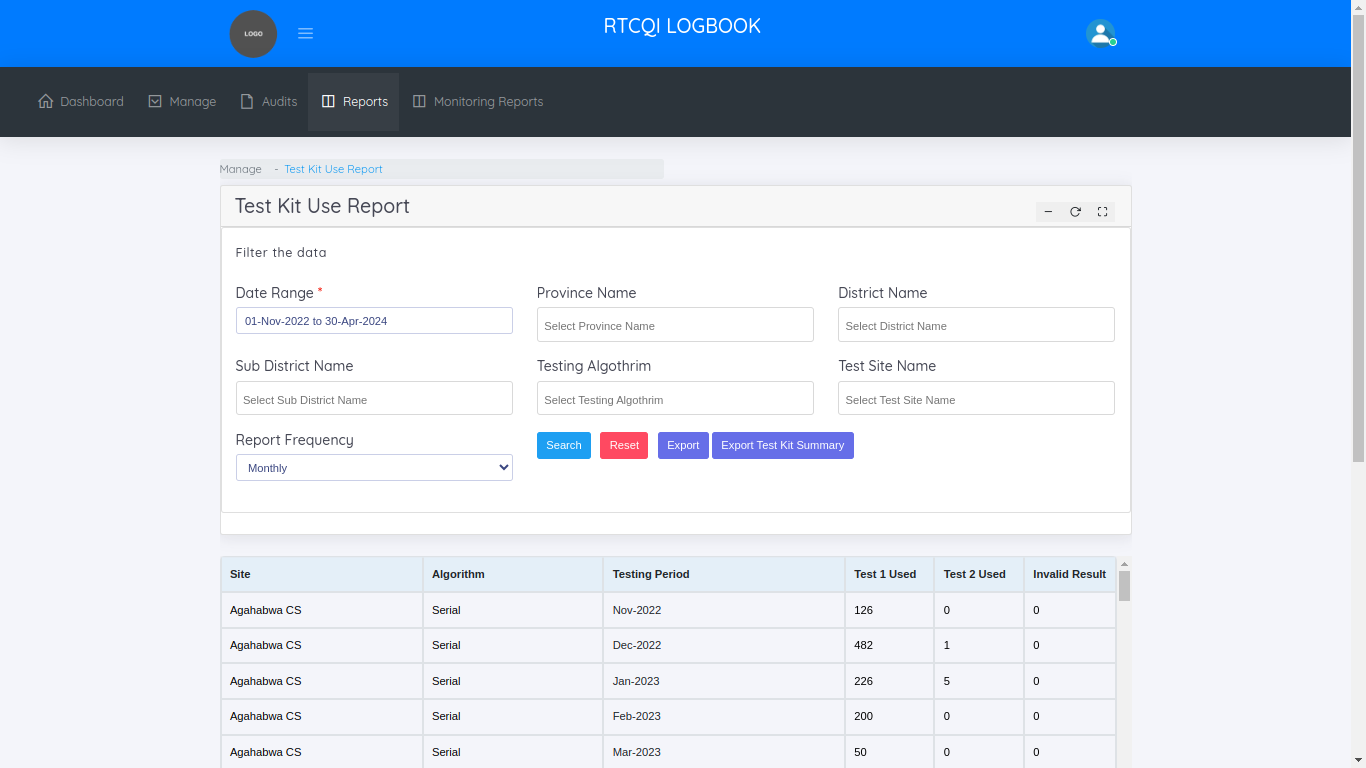 LOGO
RTCQI LOGBOOK
Dashboard Manage Audits Reports Monitoring Reports
Manage - Test Kit Use Report
Test Kit Use Report
Filter the data
Date Range * Province Name District Name
01-Nov-2022 to 30-Apr-2024 Select Province Name Select District Name
Sub District Name Testing Algothrim Test Site Name
Select Sub District Name Select Testing Algothrim Select Test Site Name
Report Frequency
Search Reset Export Export Test Kit Summary
Monthly
Site Algorithm Testing Period Test 1 Used Test 2 Used Invalid Result
Agahabwa CS Serial Nov-2022 126 0 0
Agahabwa CS Serial Dec-2022 482 1 0
Agahabwa CS Serial Jan-2023 226 5 0
Agahabwa CS Serial Feb-2023 200 0 0
Agahabwa CS Serial Mar-2023 50 0 0